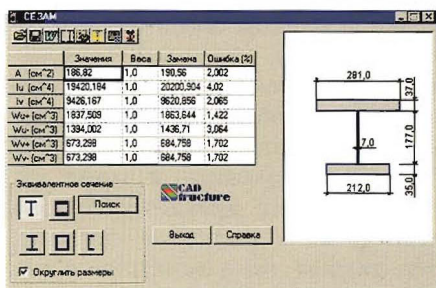 СЕЗАМ
Значения Веса Замена Ошибка (%)
A (см^2) 186,82 1,0 190,56 2,002
Iu (см^4) 19420,184 1,0 20200,904 4,02
Iv (см^4) 9426,167 1,0 9620,856 2,065
Wu+ (см^3) 1837,509 1,0 1863,644 1,422
Wu- (см^3) 1394,002 1,0 1436,71 3,064
Wv+ (см^3) 673,298 1,0 684,758 1,702
Wv- (см^3) 673,298 1,0 684,758 1,702
Эквивалентное сечение
Поиск
Округлить размеры
CAD
Structure
Выход Справка
281,0
37,0
177,0
7,0
35,0
212,0